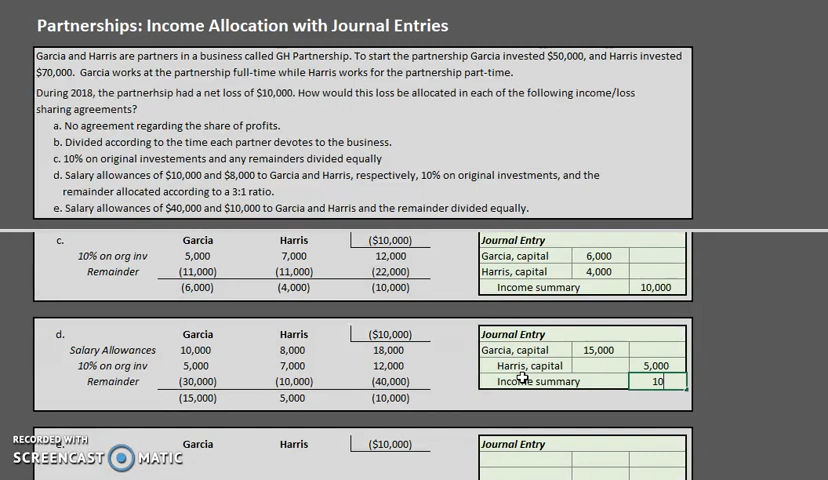 Partnerships: Income Allocation with Journal Entries
Garcia and Harris are partners in a business called GH Partnership. To start the partnership Garcia invested $50,000, and Harris invested
$70,000. Garcia works at the partnership full-time while Harris works for the partnership part-time.
During 2018, the partnerhsip had a net loss of $10,000. How would this loss be allocated in each of the following income/loss
sharing agreements?
a. No agreement regarding the share of profits.
b. Divided according to the time each partner devotes to the business.
c. 10% on original investements and any remainders divided equally
d. Salary allowances of $10,000 and $8,000 to Garcia and Harris, respectively, 10% on original investments, and the
remainder allocated according to a 3:1 ratio.
e. Salary allowances of $40,000 and $10,000 to Garcia and Harris and the remainder divided equally.
c. Garcia Harris ($10,000) Journal Entry
10% on org inv 5,000 7,000 12,000 Garcia, capital 6,000
Remainder (11,000) (11,000) (22,000) Harris, capital 4,000
(6,000) (4,000) (10,000) Income summary 10,000
d. Garcia Harris ($10,000) Journal Entry
Salary Allowances 10,000 8,000 18,000 Garcia, capital 15,000
10% on org inv 5,000 7,000 12,000 Harris, capital 5,000
Remainder (30,000) (10,000) (40,000) Income summary 10
(15,000) 5,000 (10,000)
e. Garcia Harris ($10,000) Journal Entry
RECORDED WITH
SCREENCAST MATIC